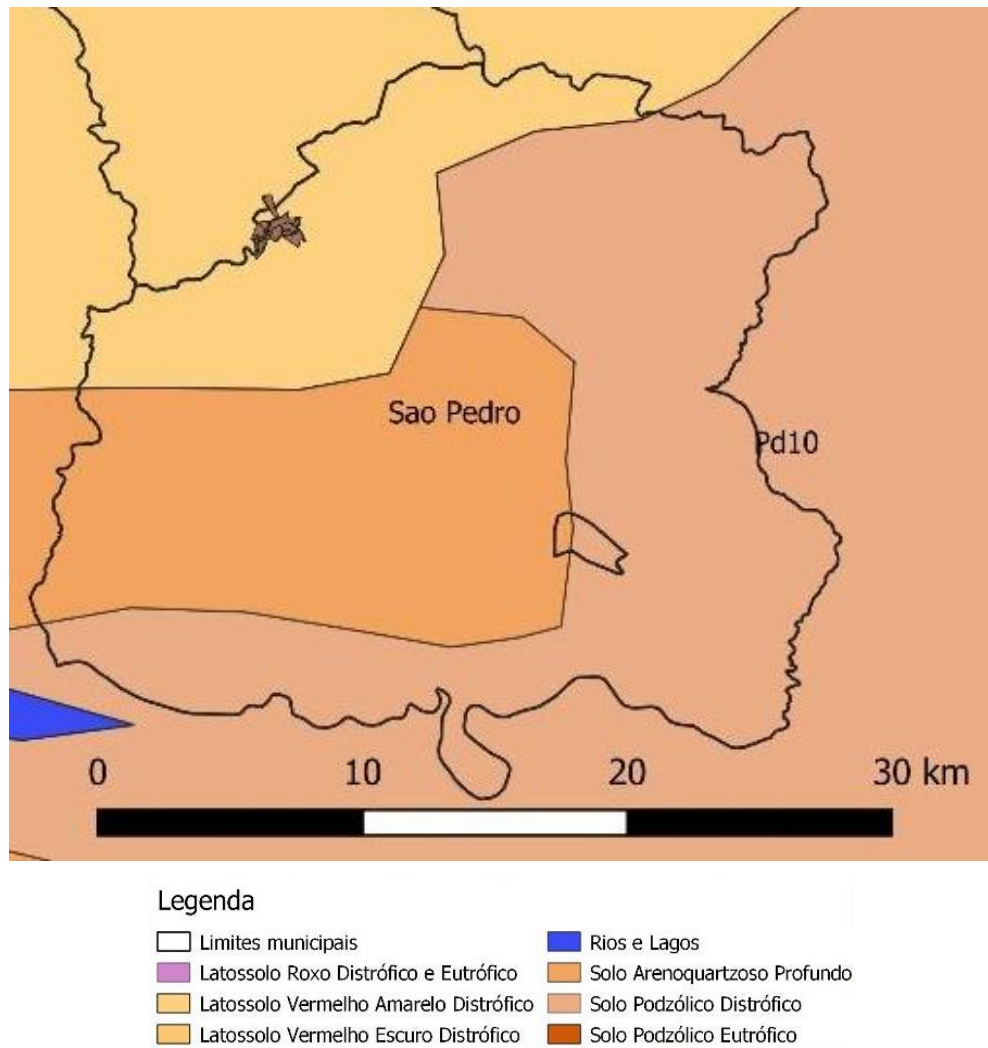 Sao Pedro
Pd10
0 10 20 30 km
Legenda
Limites municipais Rios e Lagos
Latossolo Roxo Distrófico e Eutrófico Solo Arenoquartzoso Profundo
Latossolo Vermelho Amarelo Distrófico Solo Podzólico Distrófico
Latossolo Vermelho Escuro Distrófico Solo Podzólico Eutrófico